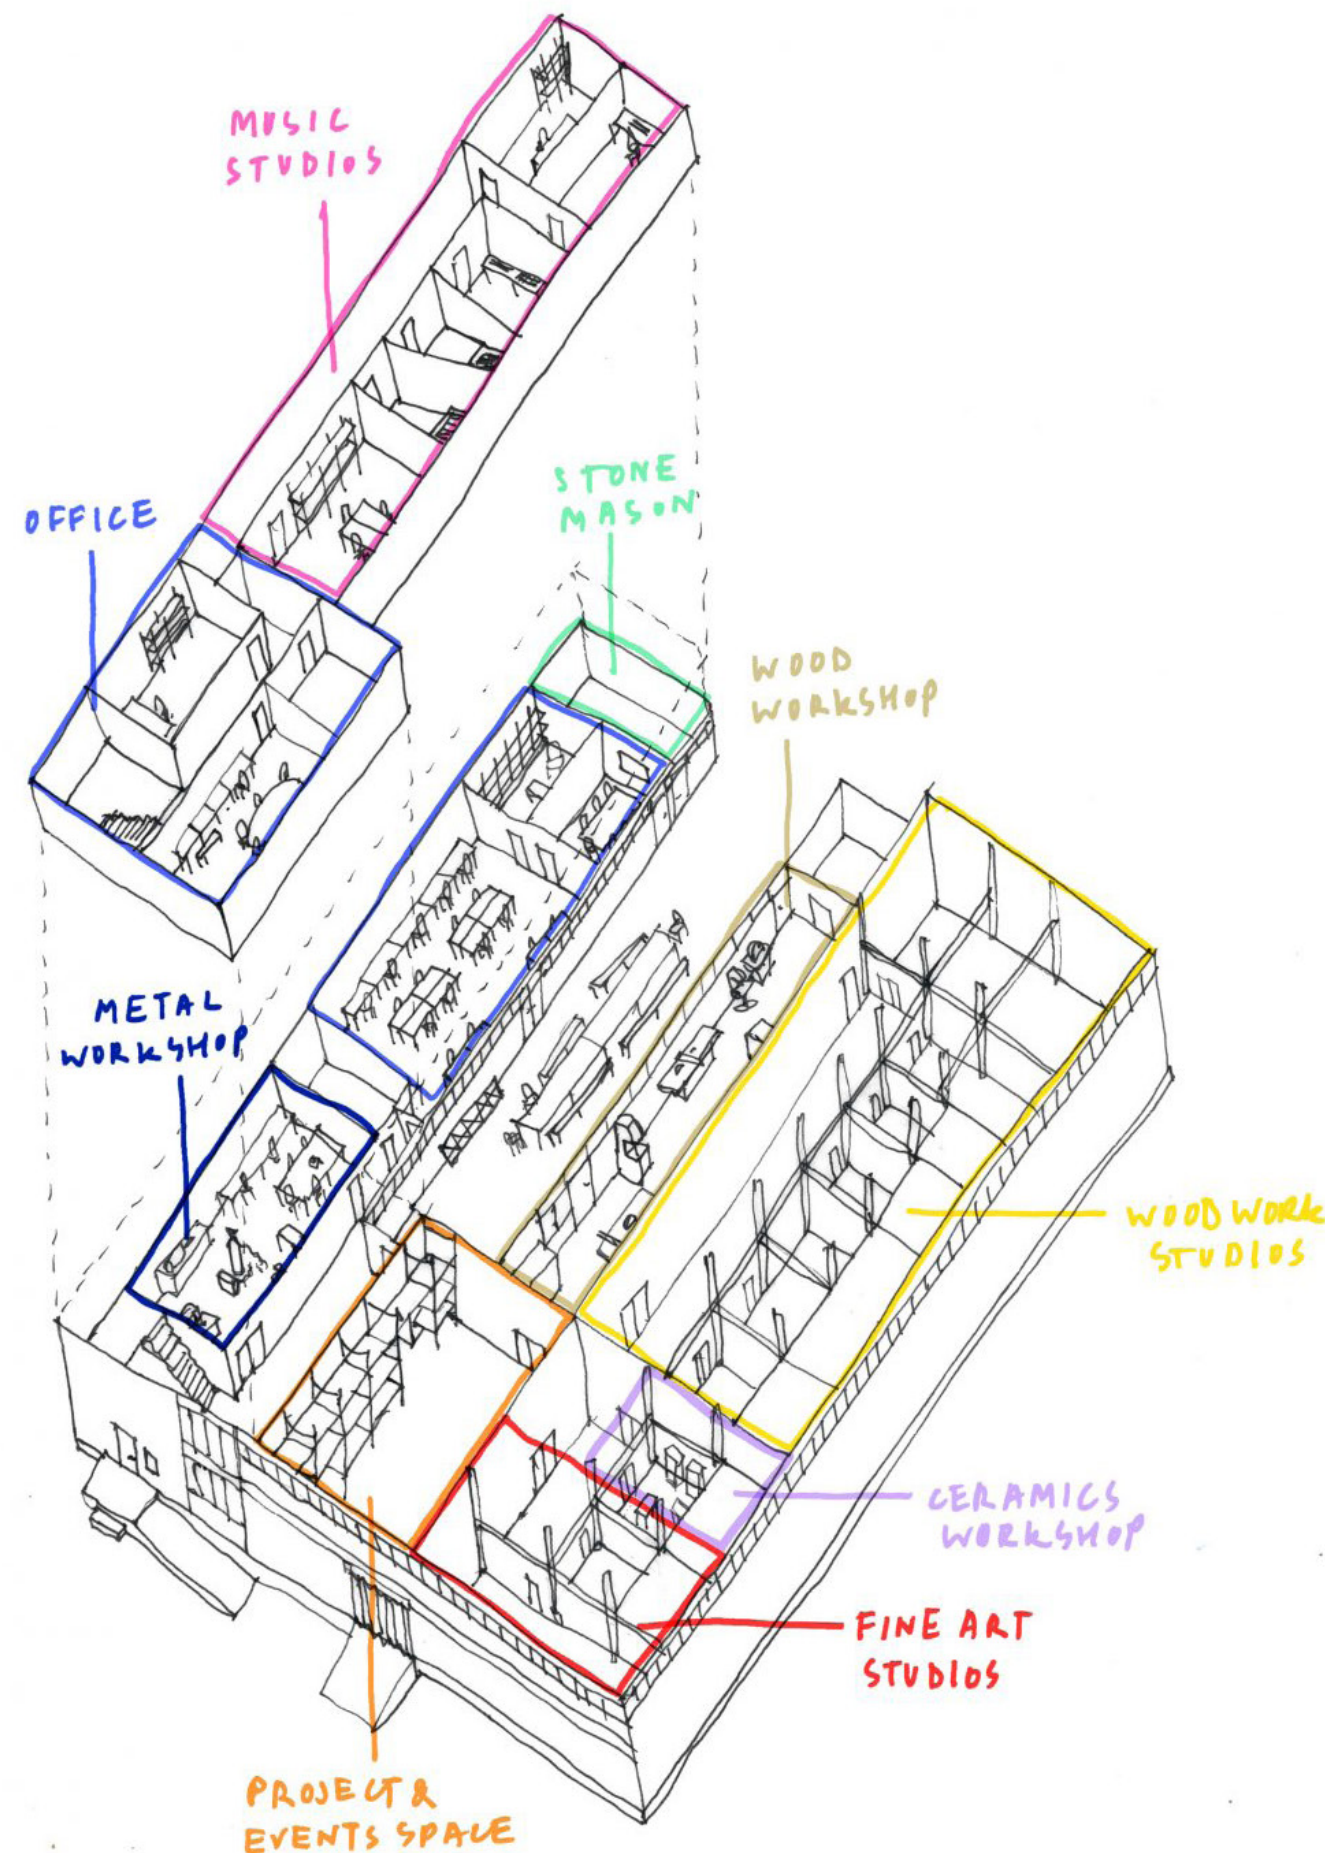 MUSIC
STUDIOS
OFFICE
STONE
MASON
WOOD
WORKSHOP
METAL
WORKSHOP
WOODWORK
STUDIOS
CERAMICS
WORKSHOP
FINE ART
STUDIOS
PROJECT &
EVENTS SPACE